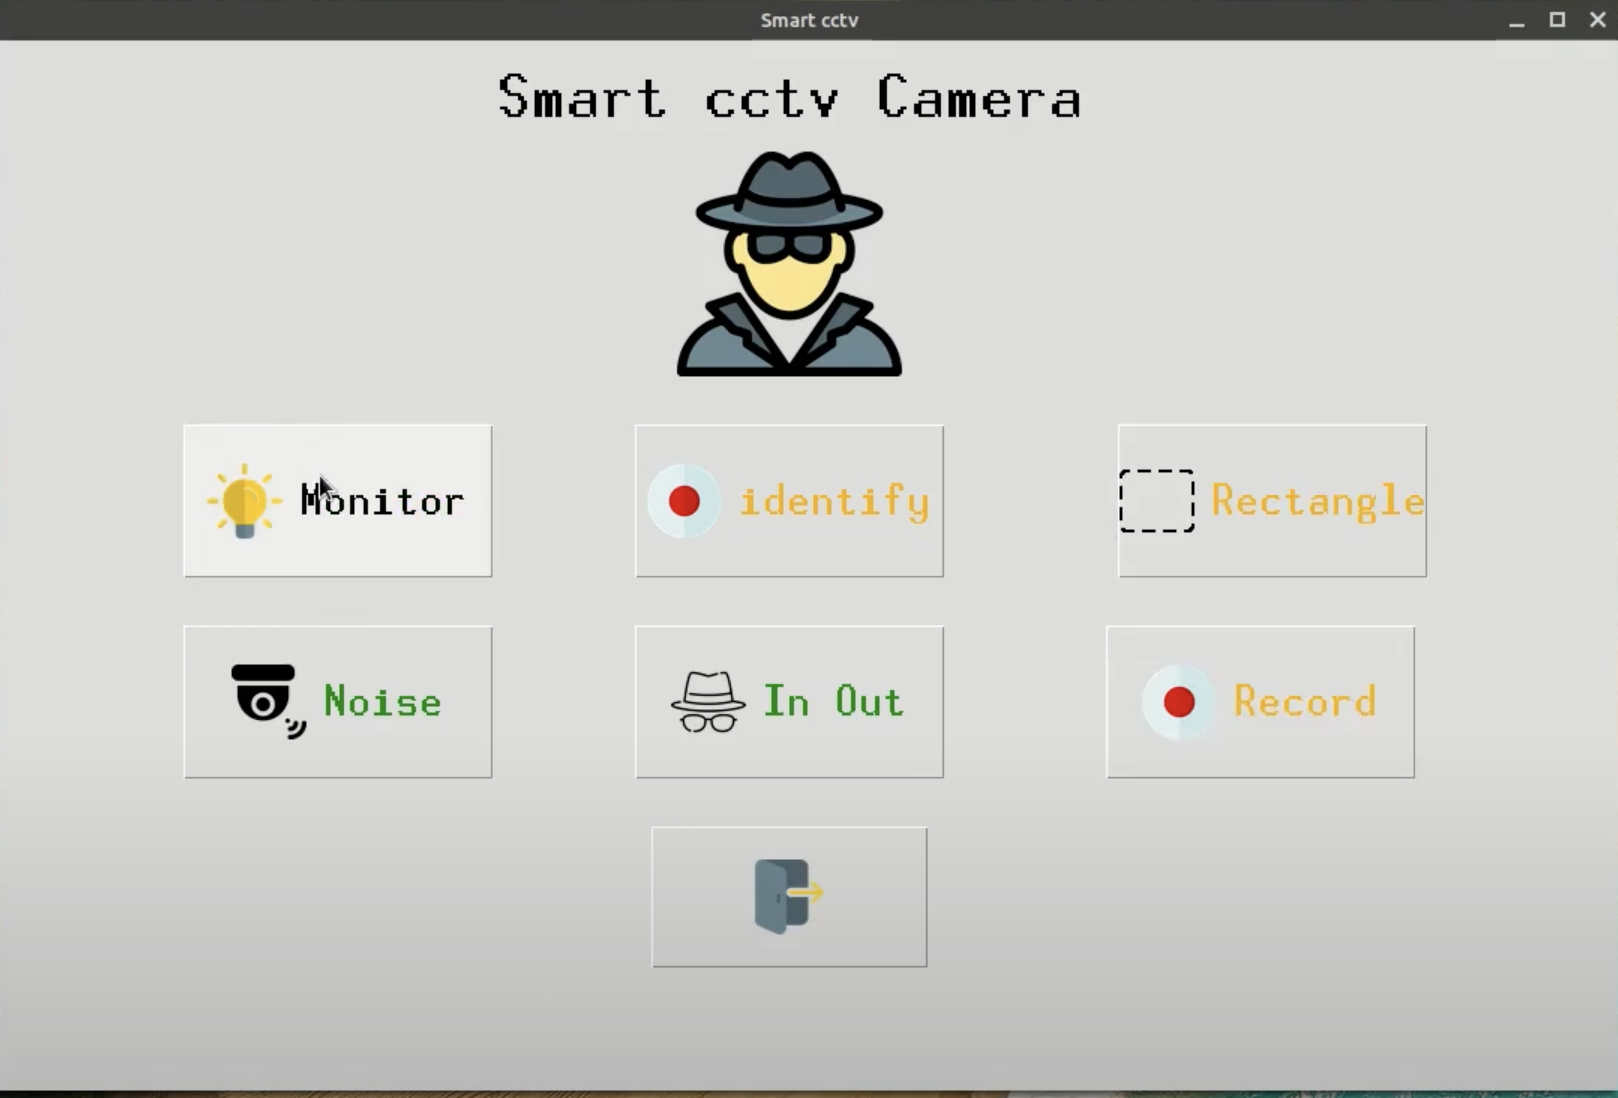 Smart cctv
Smart cctv Camera
Monitor
identify
Rectangle
Noise
In Out
Record